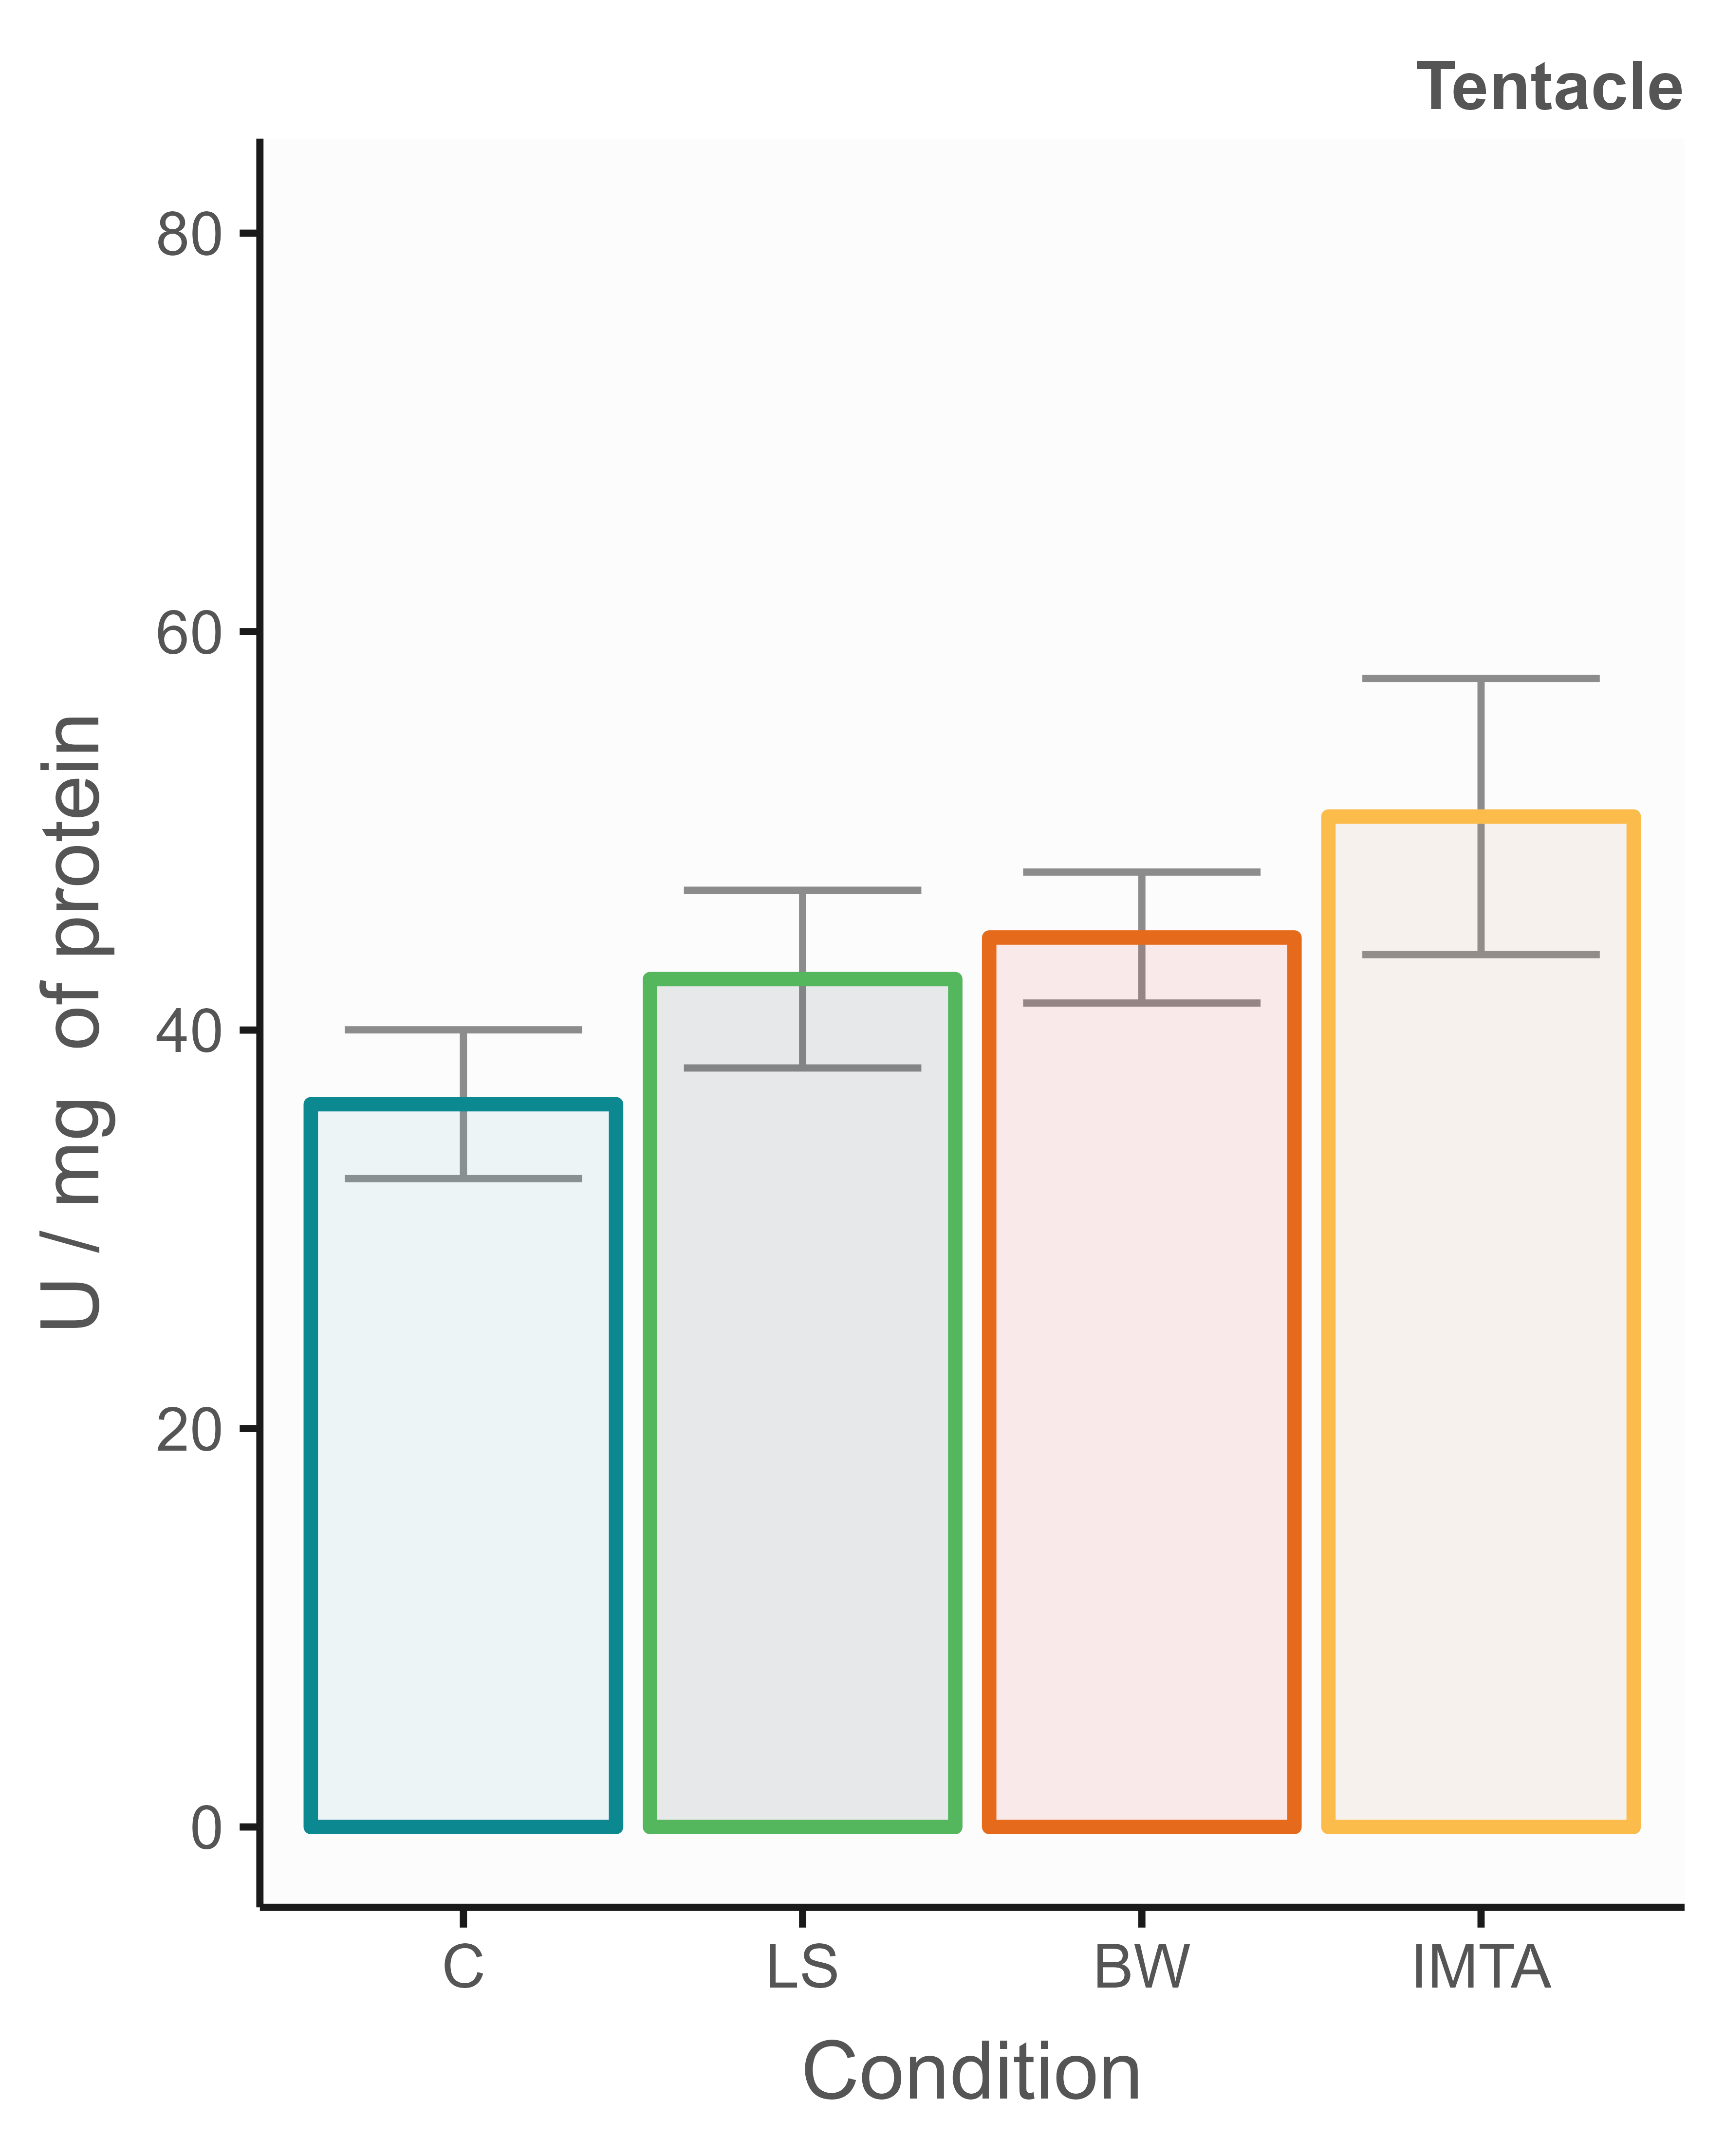 Tentacle
80
60
40
20
0
U / mg  of protein
C
LS
BW
IMTA
Condition